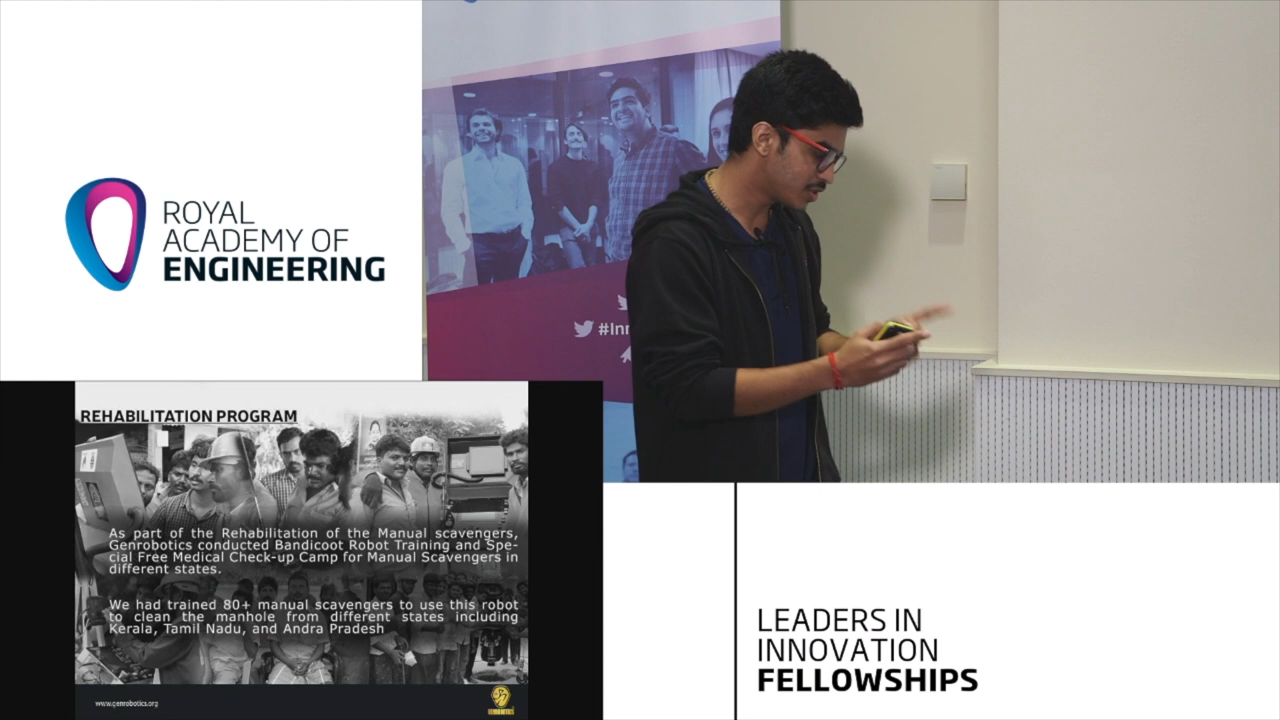 ROYAL
ACADEMY OF
ENGINEERING
#Inn
REHABILITATION PROGRAM
As part of the Rehabilitation of the Manual scavengers,
Genrobotics conducted Bandicoot Robot Training and Spe-
cial Free Medical Check-up Camp for Manual Scavengers in
different states.
We had trained 80+ manual scavengers to use this robot
to clean the manhole from different states including
Kerala, Tamil Nadu, and Andra Pradesh
www.genrobotics.org
LEADERS IN
INNOVATION
FELLOWSHIPS